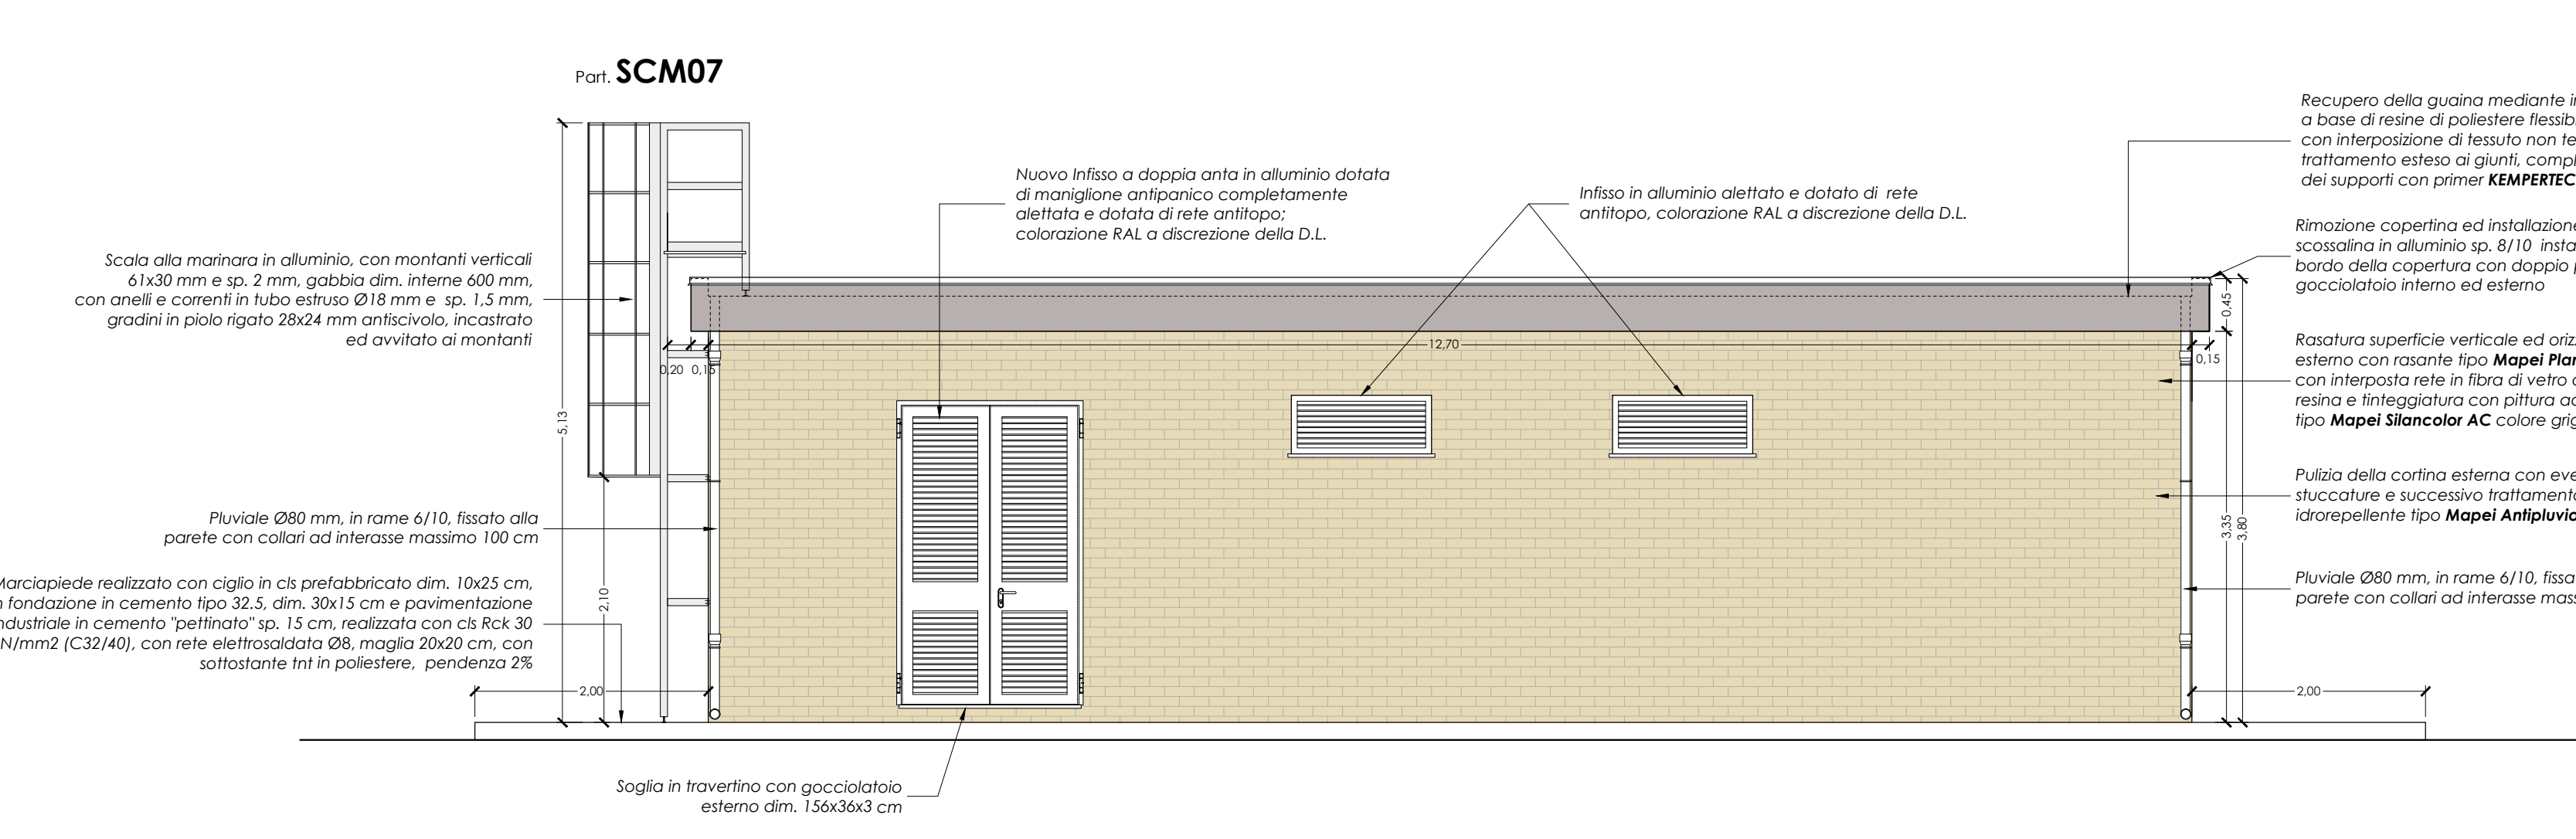 Part. SCM07
Scala alla marinara in alluminio, con montanti verticali
61x30 mm e sp. 2 mm, gabbia dim. interne 600 mm,
con anelli e correnti in tubo estruso Ø18 mm e  sp. 1,5 mm,
gradini in piolo rigato 28x24 mm antiscivolo, incastrato
ed avvitato ai montanti
Pluviale Ø80 mm, in rame 6/10, fissato alla
parete con collari ad interasse massimo 100 cm
Marciapiede realizzato con ciglio in cls prefabbricato dim. 10x25 cm,
fondazione in cemento tipo 32.5, dim. 30x15 cm e pavimentazione
industriale in cemento "pettinato" sp. 15 cm, realizzata con cls Rck 30
N/mm2 (C32/40), con rete elettrosaldata Ø8, maglia 20x20 cm, con
sottostante tnt in poliestere,  pendenza 2%
Nuovo Infisso a doppia anta in alluminio dotata
di maniglione antipanico completamente
alettata e dotata di rete antitopo;
colorazione RAL a discrezione della D.L.
Infisso in alluminio alettato e dotato di  rete
antitopo, colorazione RAL a discrezione della D.L.
Soglia in travertino con gocciolatoio
esterno dim. 156x36x3 cm
5,13
2,10
2,00
0,20
0,15
12,70
0,15
0,45
3,35
3,80
2,00
Recupero della guaina mediante
a base di resine di poliestere
con interposizione di tessuto non
trattamento esteso ai giunti,
dei supporti con primer KEMPERTEC
Rimozione copertina ed installazione
scossalina in alluminio sp. 8/10
bordo della copertura con doppio
gocciolatoio interno ed esterno
Rasatura superficie verticale ed
esterno con rasante tipo Mapei
con interposta rete in fibra di vetro
resina e tinteggiatura con pittura
tipo Mapei Silancolor AC colore
Pulizia della cortina esterna con
stuccature e successivo
idrorepellente tipo Mapei
Pluviale Ø80 mm, in rame 6/10,
parete con collari ad interasse